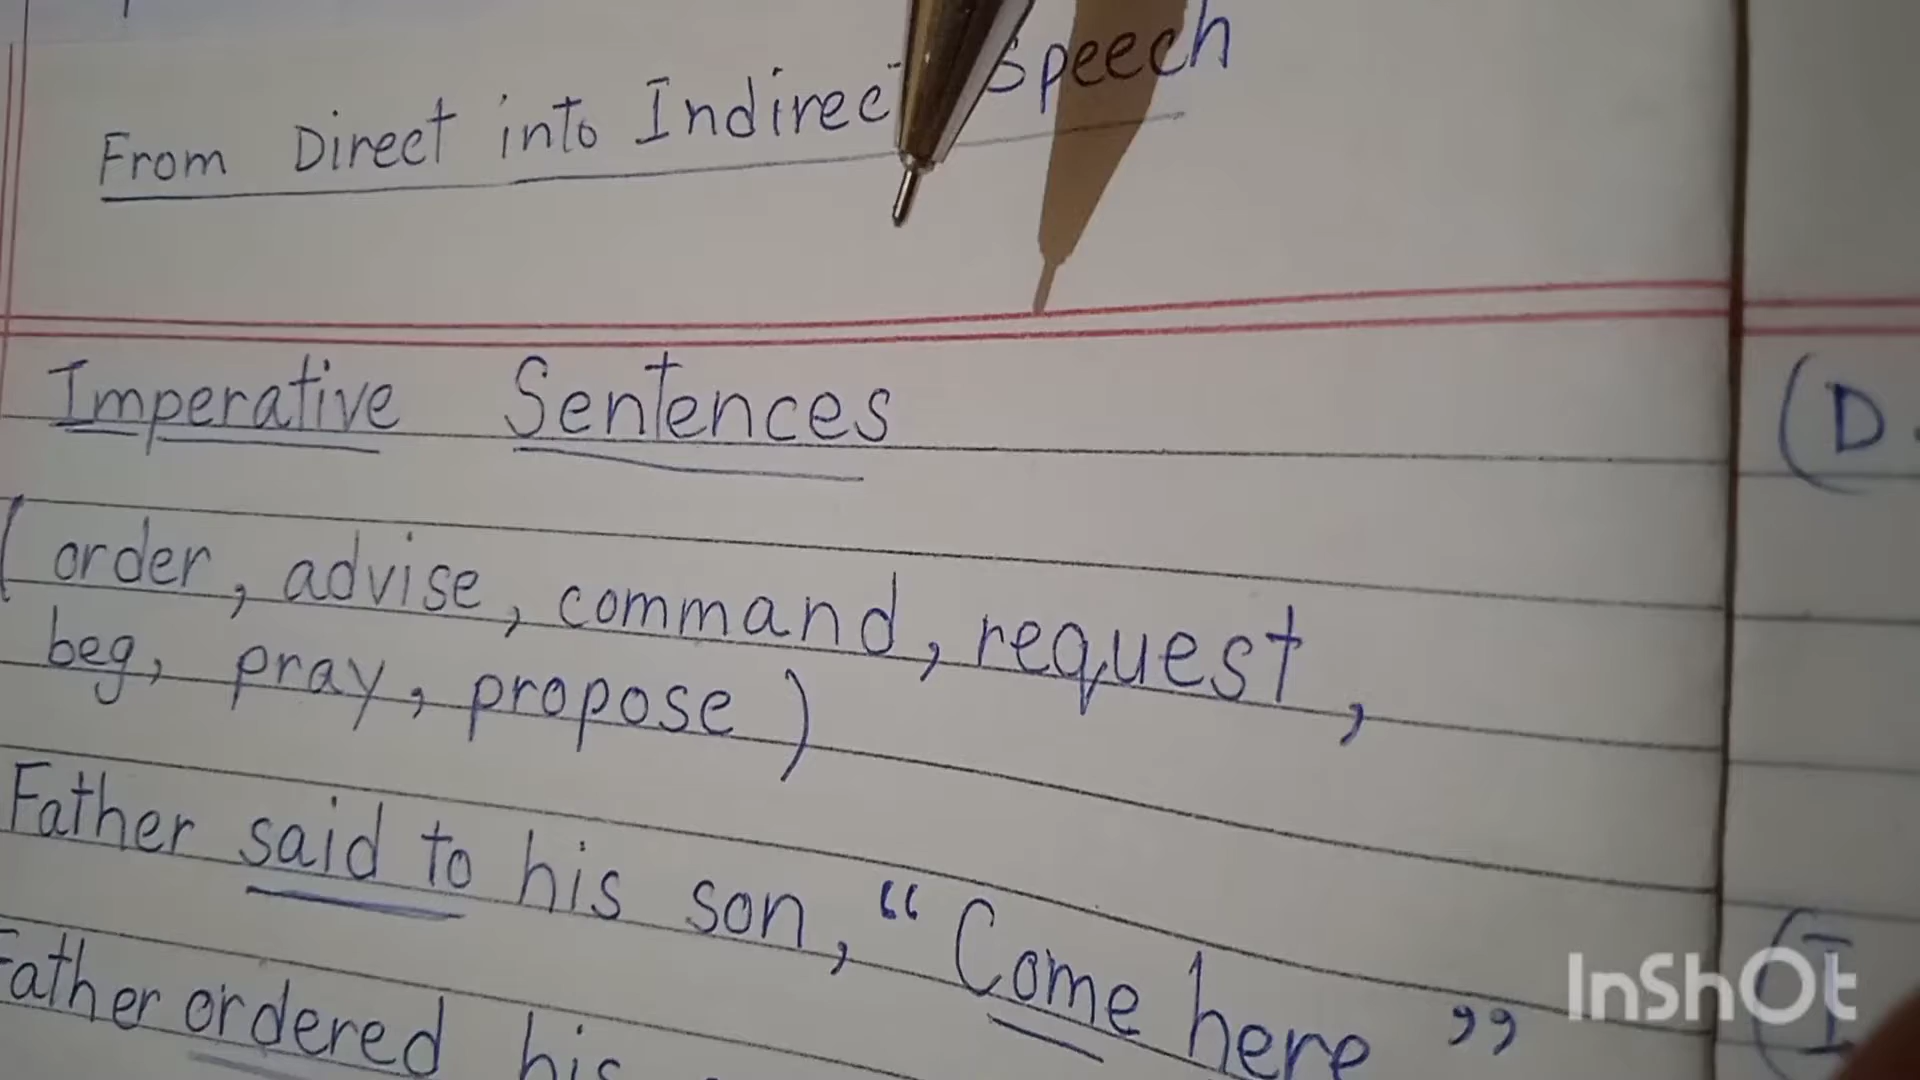 From Direct into Indirect Speech
Imperative Sentences
(order, advise, command, request,
beg, pray, propose)
Father said to his son, “Come here”
Father ordered his
(D.
(I
InShOt